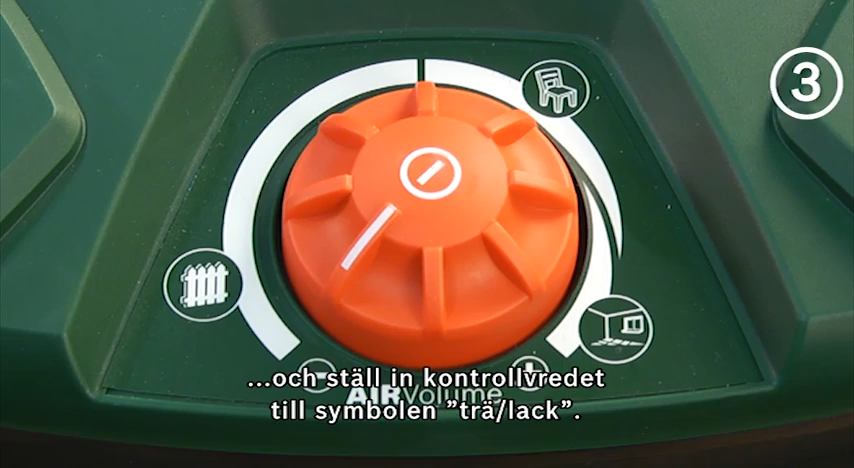 3
- +
AIRVolume
...och ställ in kontrollvredet
till symbolen ”trä/lack”.